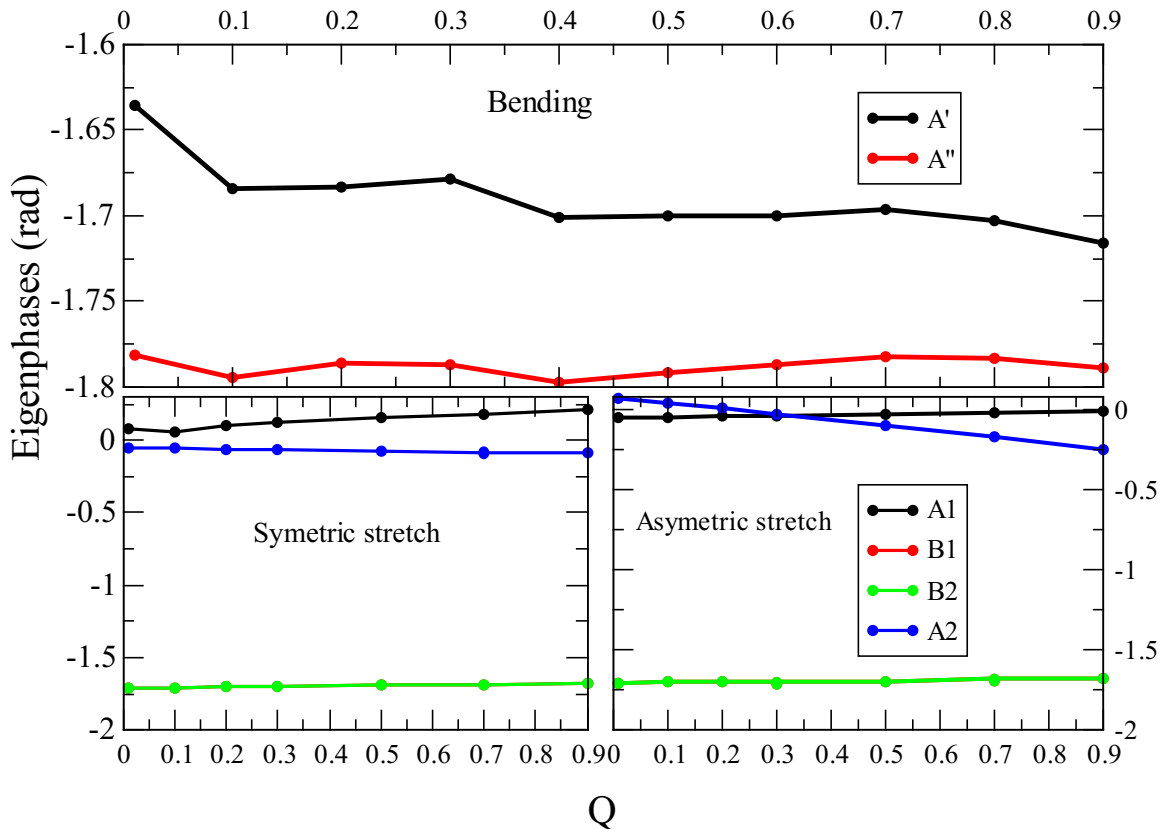 0 0.1 0.2 0.3 0.4 0.5 0.6 0.7 0.8 0.9
-1.6
-1.65
-1.7
-1.75
-1.8
Bending
A'
A"
Eigenphases (rad)
0
-0.5
-1
-1.5
-2
Symetric stretch
0 0.1 0.2 0.3 0.4 0.5 0.6 0.7 0.8 0.9
Asymetric stretch
A1
B1
B2
A2
0
-0.5
-1
-1.5
-2
0 0.1 0.2 0.3 0.4 0.5 0.6 0.7 0.8 0.9
Q